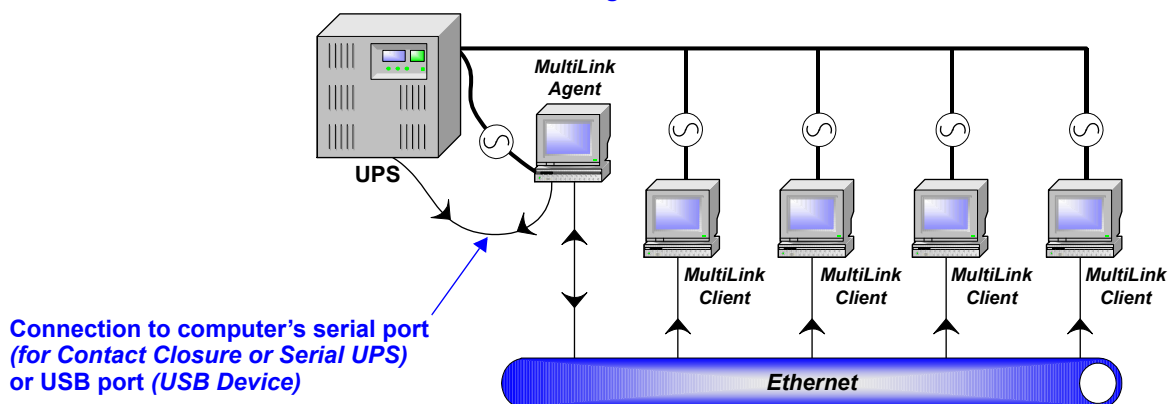 MultiLink
Agent
UPS
MultiLink
Client
MultiLink
Client
MultiLink
Client
MultiLink
Client
Connection to computer’s serial port
(for Contact Closure or Serial UPS)
or USB port (USB Device)
Ethernet